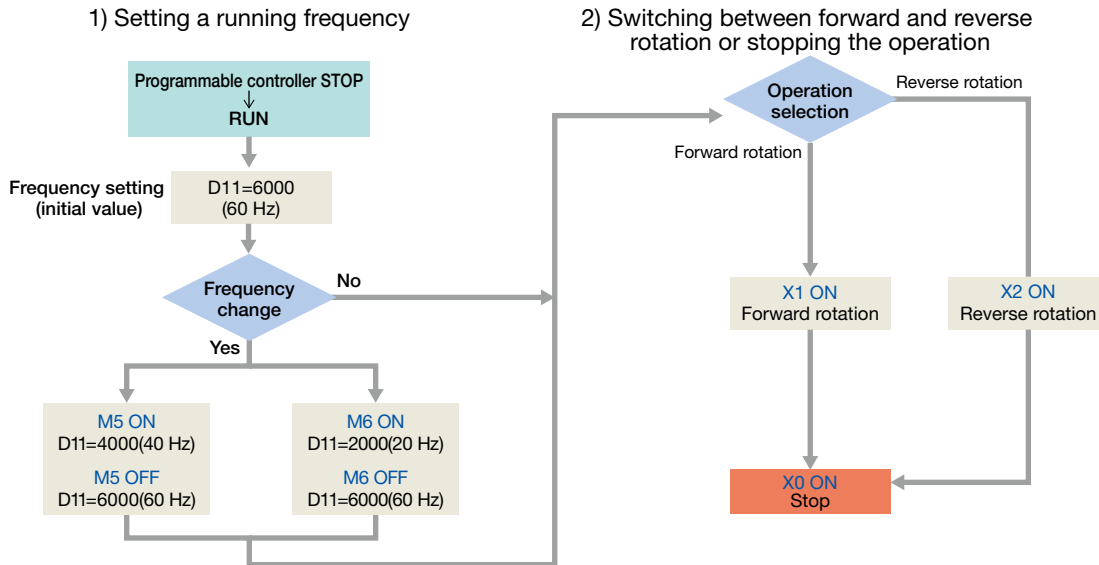 1) Setting a running frequency
Programmable controller STOP
RUN
Frequency setting
(initial value)
D11=6000
(60 Hz)
Frequency
change
No
Yes
M5 ON
D11=4000(40 Hz)
M5 OFF
D11=6000(60 Hz)
M6 ON
D11=2000(20 Hz)
M6 OFF
D11=6000(60 Hz)
2) Switching between forward and reverse
rotation or stopping the operation
Operation
selection
Reverse rotation
Forward rotation
X1 ON
Forward rotation
X2 ON
Reverse rotation
X0 ON
Stop